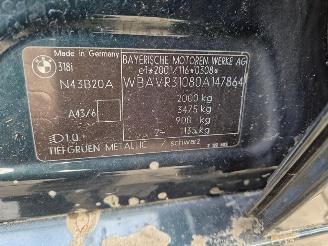 Made in Germany
BAYERISCHE MOTOREN WERKE AG
318i
e1*2001/116*0308*
N43B20A
WBAVR31080A147864
2000 kg
A43/6
3475 kg
1- 900 kg
2- 1135 kg
D10
TIEFGRUEN METALLIC / schwarz